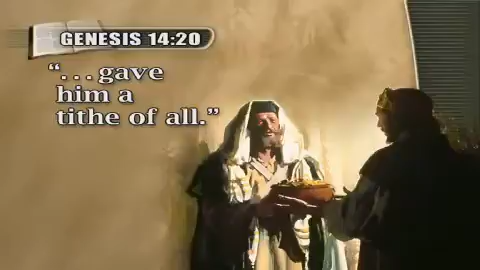 GENESIS 14:20
“...gave
him a
tithe of all.”